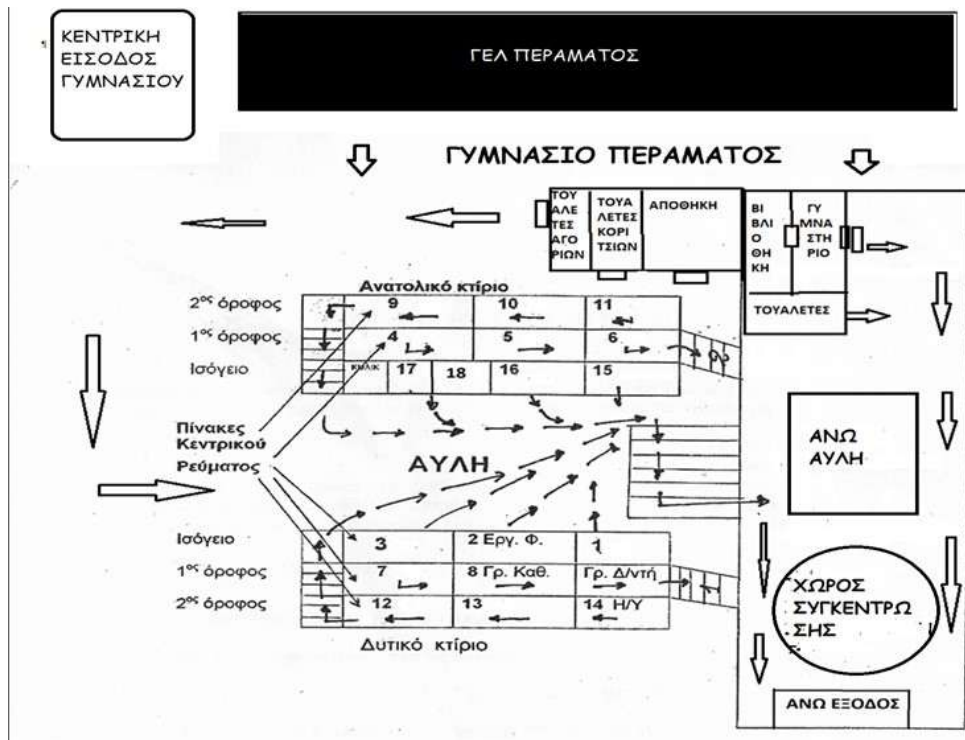 ΚΕΝΤΡΙΚΗ
ΕΙΣΟΔΟΣ
ΓΥΜΝΑΣΙΟΥ
ΓΕΛ ΠΕΡΑΜΑΤΟΣ
ΓΥΜΝΑΣΙΟ ΠΕΡΑΜΑΤΟΣ
ΤΟΥ
ΑΛΕ
ΤΕΣ
ΑΓΟ
ΡΙΩΝ
ΤΟΥΑ
ΛΕΤΕΣ
ΚΟΡΙ
ΤΣΙΩΝ
ΑΠΟΘΗΚΗ
ΒΙ
ΒΛΙ
Ο
ΘΗ
ΚΗ
ΓΥ
ΜΝΑ
ΣΤΗ
ΡΙΟ
ΤΟΥΑΛΕΤΕΣ
Ανατολικό κτίριο
2ος όροφος 9 10 11
1ος όροφος 4 5 6
Ισόγειο 17 18 16 15
Πίνακες
Κεντρικού
Ρεύματος
ΑΥΛΗ
ΑΝΩ
ΑΥΛΗ
Ισόγειο 3 2 Εργ. Φ. 1
1ος όροφος 7 8 Γρ. Καθ. Γρ. Δ/ντή
2ος όροφος 12 13 14 Η/Υ
Δυτικό κτίριο
ΧΩΡΟΣ
ΣΥΓΚΕΝΤΡΩ
ΣΗΣ
ΑΝΩ ΕΞΟΔΟΣ